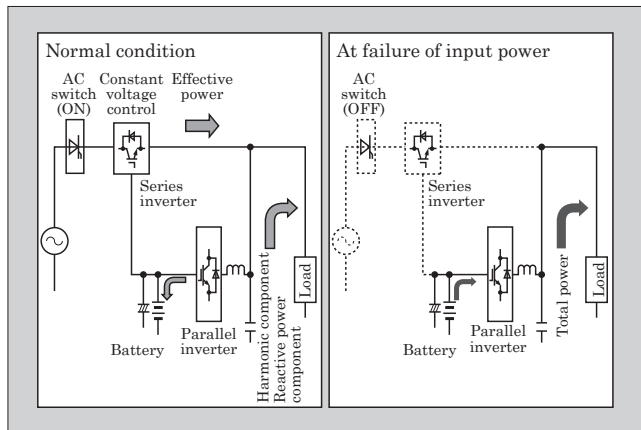 Normal condition
AC
switch
(ON)
Constant
voltage
control
Effective
power
Series
inverter
Battery
Parallel
inverter
Harmonic component
Reactive power
component
Load
At failure of input power
AC
switch
(OFF)
Series
inverter
Battery
Parallel
inverter
Total power
Load